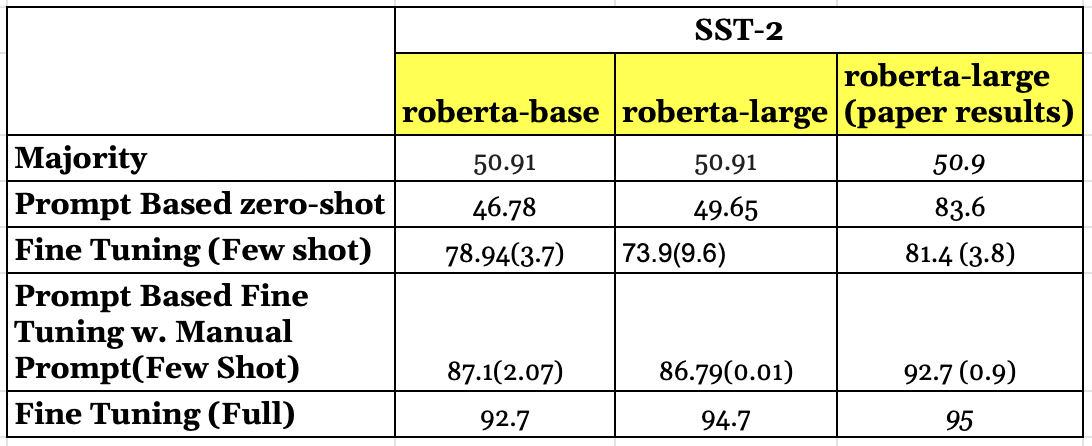 SST-2
roberta-base roberta-large roberta-large
(paper results)
Majority 50.91 50.91 50.9
Prompt Based zero-shot 46.78 49.65 83.6
Fine Tuning (Few shot) 78.94(3.7) 73.9(9.6) 81.4 (3.8)
Prompt Based Fine
Tuning w. Manual
Prompt(Few Shot) 87.1(2.07) 86.79(0.01) 92.7 (0.9)
Fine Tuning (Full) 92.7 94.7 95